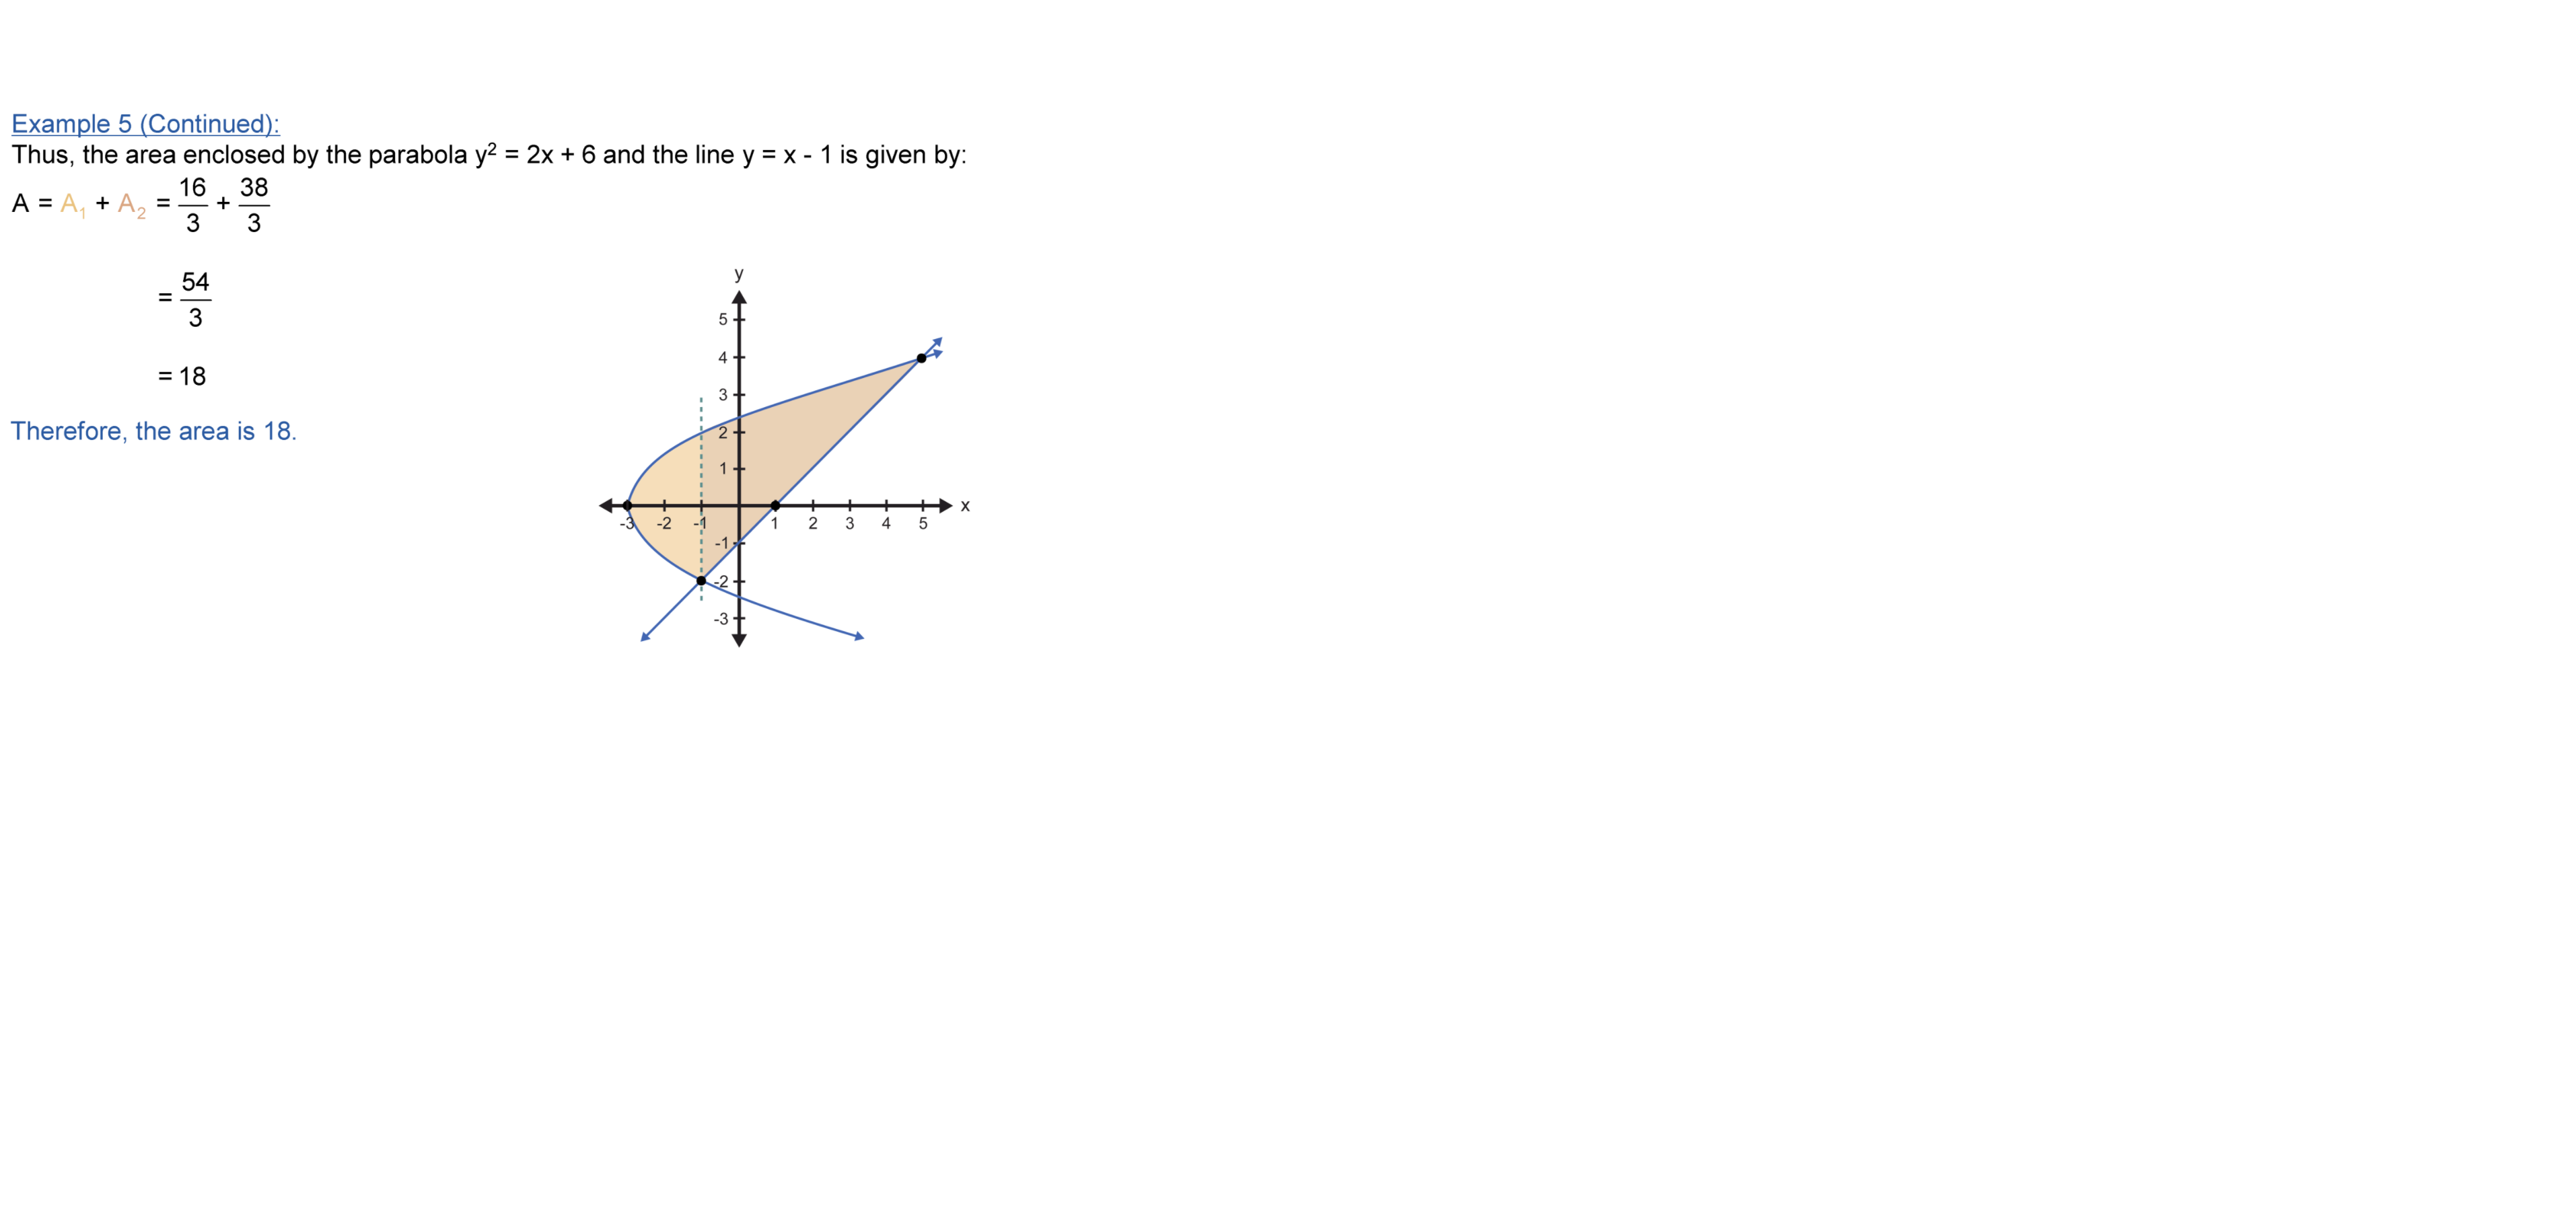 Example 5 (Continued):
Thus, the area enclosed by the parabola y² = 2x + 6 and the line y = x - 1 is given by:
A = A₁ + A₂ = 16/3 + 38/3
= 54/3
= 18
Therefore, the area is 18.
y
5
4
3
2
1
-3 -2 -1 1 2 3 4 5 x
-1
-2
-3